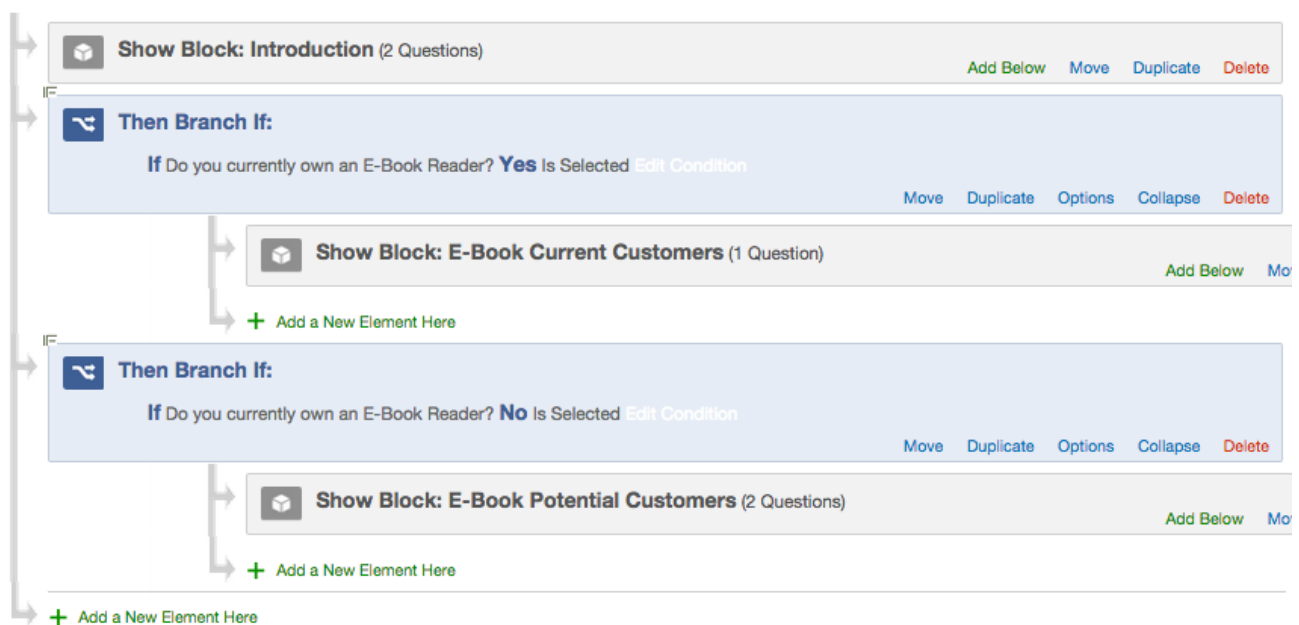 Show Block: Introduction (2 Questions)
Add Below Move Duplicate Delete
IF
Then Branch If:
If Do you currently own an E-Book Reader? Yes Is Selected Edit Condition
Move Duplicate Options Collapse Delete
Show Block: E-Book Current Customers (1 Question)
Add Below Mov
+ Add a New Element Here
IF
Then Branch If:
If Do you currently own an E-Book Reader? No Is Selected Edit Condition
Move Duplicate Options Collapse Delete
Show Block: E-Book Potential Customers (2 Questions)
Add Below Mov
+ Add a New Element Here
+ Add a New Element Here